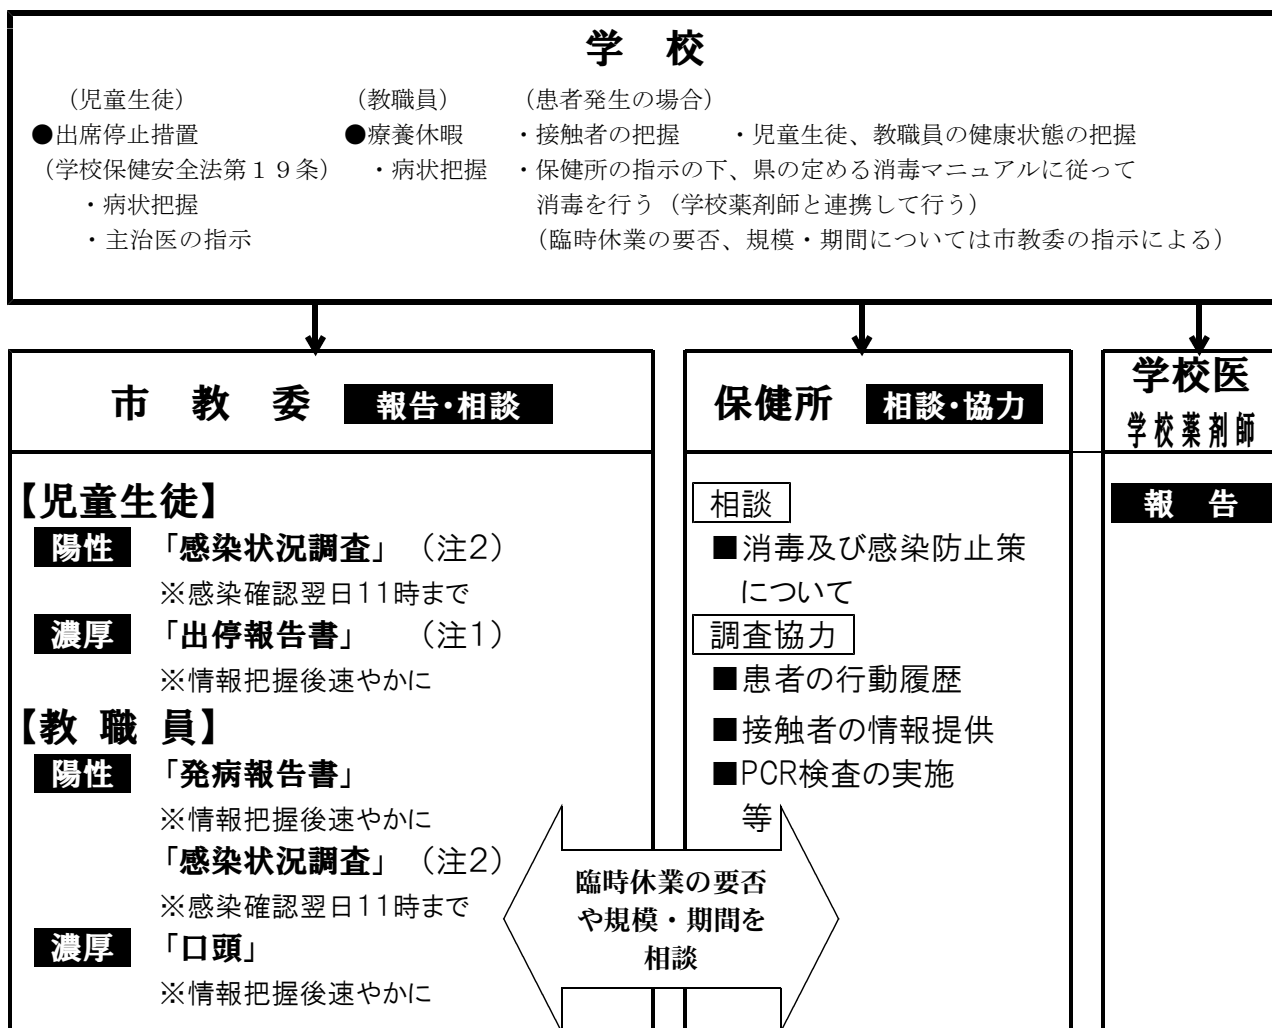 学　校
（児童生徒）　（教職員）　（患者発生の場合）
●出席停止措置　●療養休暇　・接触者の把握　・児童生徒、教職員の健康状態の把握
（学校保健安全法第１９条）　・病状把握　・保健所の指示の下、県の定める消毒マニュアルに従って
・病状把握　消毒を行う（学校薬剤師と連携して行う）
・主治医の指示　（臨時休業の要否、規模・期間については市教委の指示による）
市　教　委　報告・相談
【児童生徒】
陽性　「感染状況調査」（注2）
※感染確認翌日11時まで
濃厚　「出停報告書」　（注1）
※情報把握後速やかに
【教 職 員】
陽性　「発病報告書」
※情報把握後速やかに
「感染状況調査」（注2）
※感染確認翌日11時まで
濃厚　「口頭」
※情報把握後速やかに
保健所　相談・協力
相談
■消毒及び感染防止策
について
調査協力
■患者の行動履歴
■接触者の情報提供
■PCR検査の実施
等
臨時休業の要否
や規模・期間を
相談
学校医
学校薬剤師
報　告